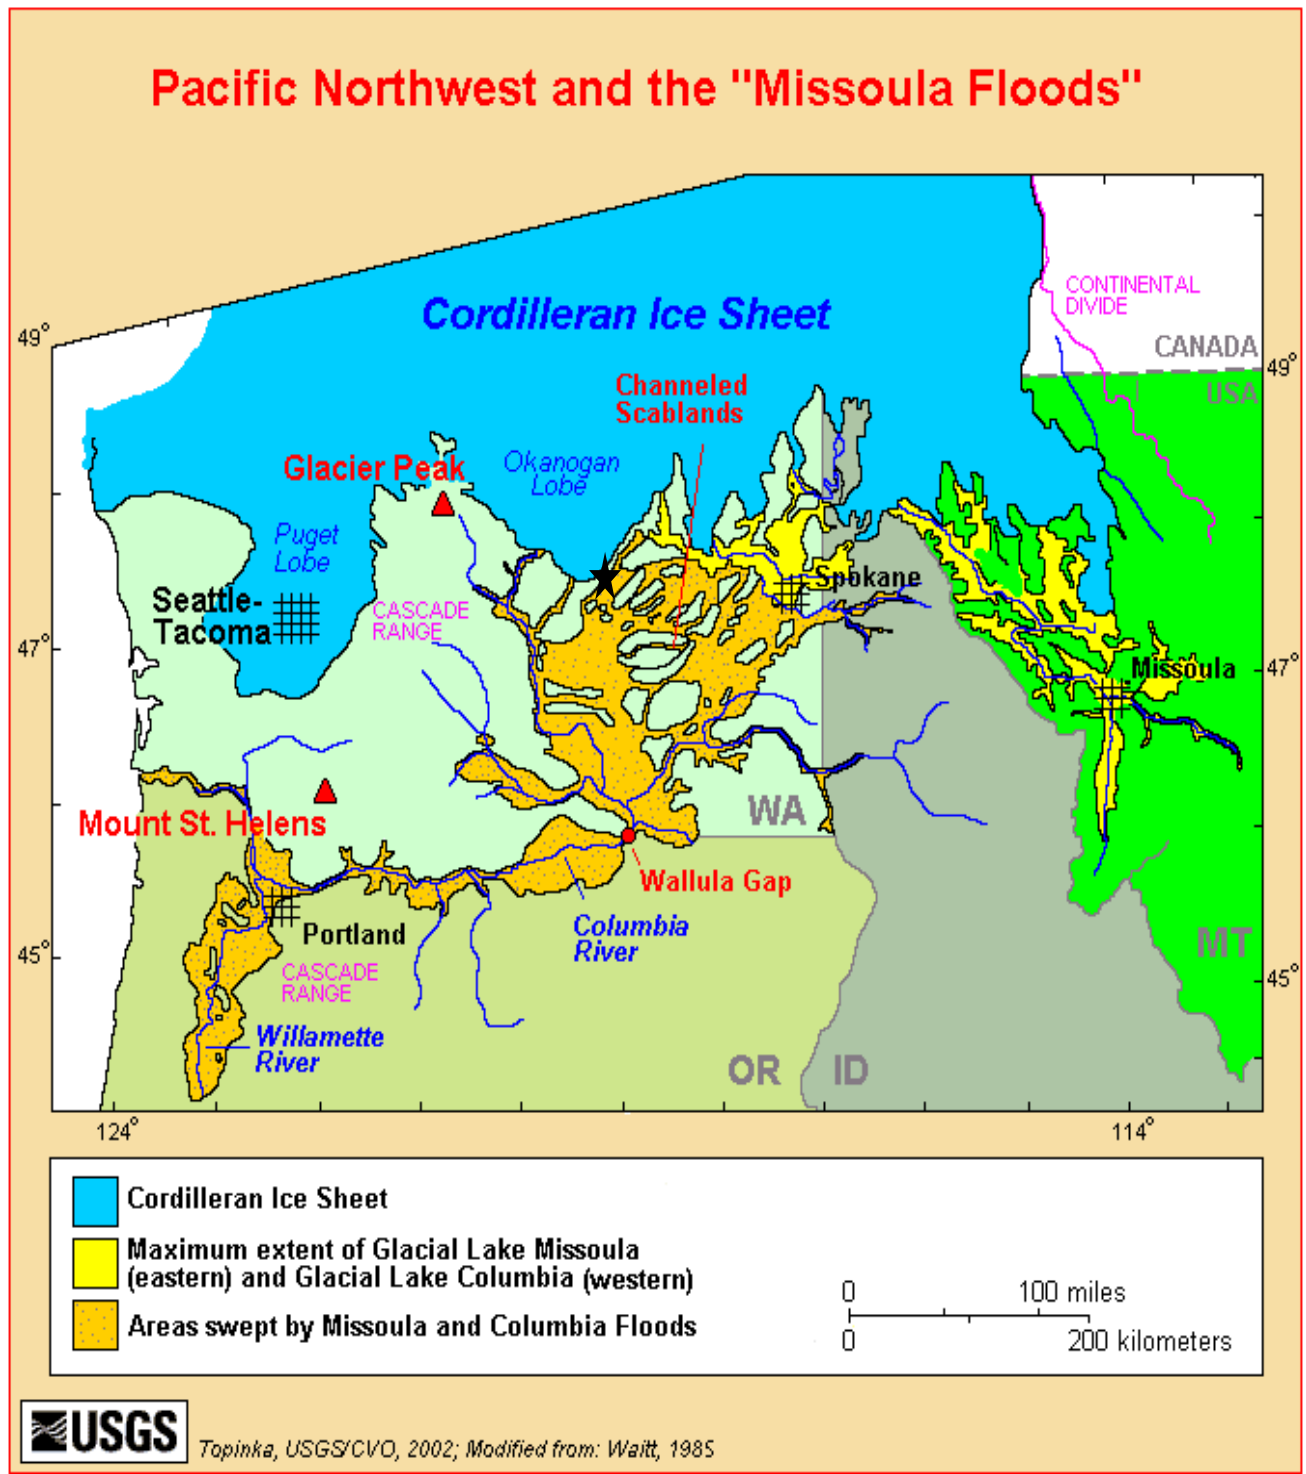 Pacific Northwest and the "Missoula Floods"
49°
Cordilleran Ice Sheet
CONTINENTAL
DIVIDE
CANADA
49°
USA
Channeled
Scablands
Glacier Peak
Okanogan
Lobe
Puget
Lobe
Spokane
Seattle-
Tacoma
CASCADE
RANGE
47°
47°
Missoula
WA
Mount St. Helens
Wallula Gap
Columbia
River
Portland
MT
45°
45°
CASCADE
RANGE
Willamette
River
OR
ID
124°
114°
Cordilleran Ice Sheet
Maximum extent of Glacial Lake Missoula
(eastern) and Glacial Lake Columbia (western)
Areas swept by Missoula and Columbia Floods
0 100 miles
0 200 kilometers
USGS
Topinka, USGS/CVO, 2002; Modified from: Waitt, 1985